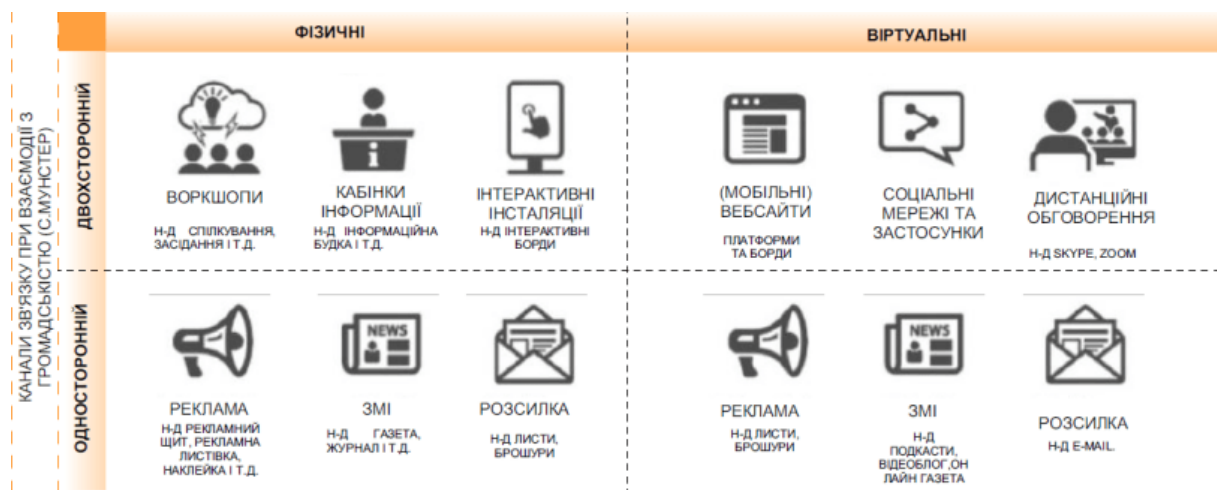 КАНАЛИ ЗВ'ЯЗКУ ПРИ ВЗАЄМОДІЇ З
ГРОМАДСЬКІСТЮ (С.МУНСТЕР)
ФІЗИЧНІ
ВІРТУАЛЬНІ
ДВОХСТОРОННІЙ
ВОРКШОПИ
Н-Д СПІЛКУВАННЯ,
ЗАСІДАННЯ І Т.Д.
КАБІНКИ
ІНФОРМАЦІЇ
Н-Д ІНФОРМАЦІЙНА
БУДКА І Т.Д.
ІНТЕРАКТИВНІ
ІНСТАЛЯЦІЇ
Н-Д ІНТЕРАКТИВНІ
БОРДИ
(МОБІЛЬНІ)
ВЕБСАЙТИ
ПЛАТФОРМИ
ТА БОРДИ
СОЦІАЛЬНІ
МЕРЕЖІ ТА
ЗАСТОСУНКИ
ДИСТАНЦІЙНІ
ОБГОВОРЕННЯ
Н-Д SKYPE, ZOOM
ОДНОСТОРОННІЙ
РЕКЛАМА
Н-Д РЕКЛАМНИЙ
ЩИТ, РЕКЛАМНА
ЛИСТІВКА,
НАКЛЕЙКА І Т.Д.
NEWS
ЗМІ
Н-Д ГАЗЕТА,
ЖУРНАЛ І Т.Д.
РОЗСИЛКА
Н-Д ЛИСТИ,
БРОШУРИ
РЕКЛАМА
Н-Д ЛИСТИ,
БРОШУРИ
NEWS
ЗМІ
Н-Д
ПОДКАСТИ,
ВІДЕОБЛОГ,ОН
ЛАЙН ГАЗЕТА
РОЗСИЛКА
Н-Д E-MAIL.